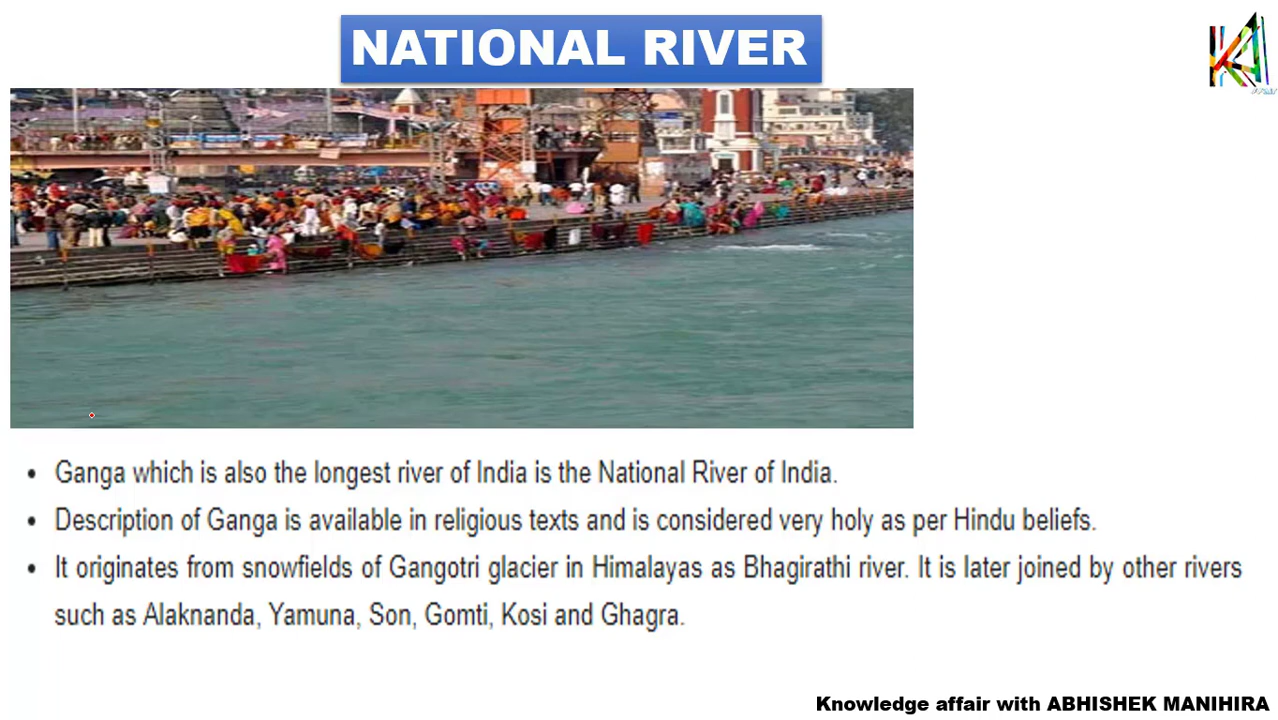 NATIONAL RIVER
KA
• Ganga which is also the longest river of India is the National River of India.
• Description of Ganga is available in religious texts and is considered very holy as per Hindu beliefs.
• It originates from snowfields of Gangotri glacier in Himalayas as Bhagirathi river. It is later joined by other rivers
such as Alaknanda, Yamuna, Son, Gomti, Kosi and Ghagra.
Knowledge affair with ABHISHEK MANIHIRA